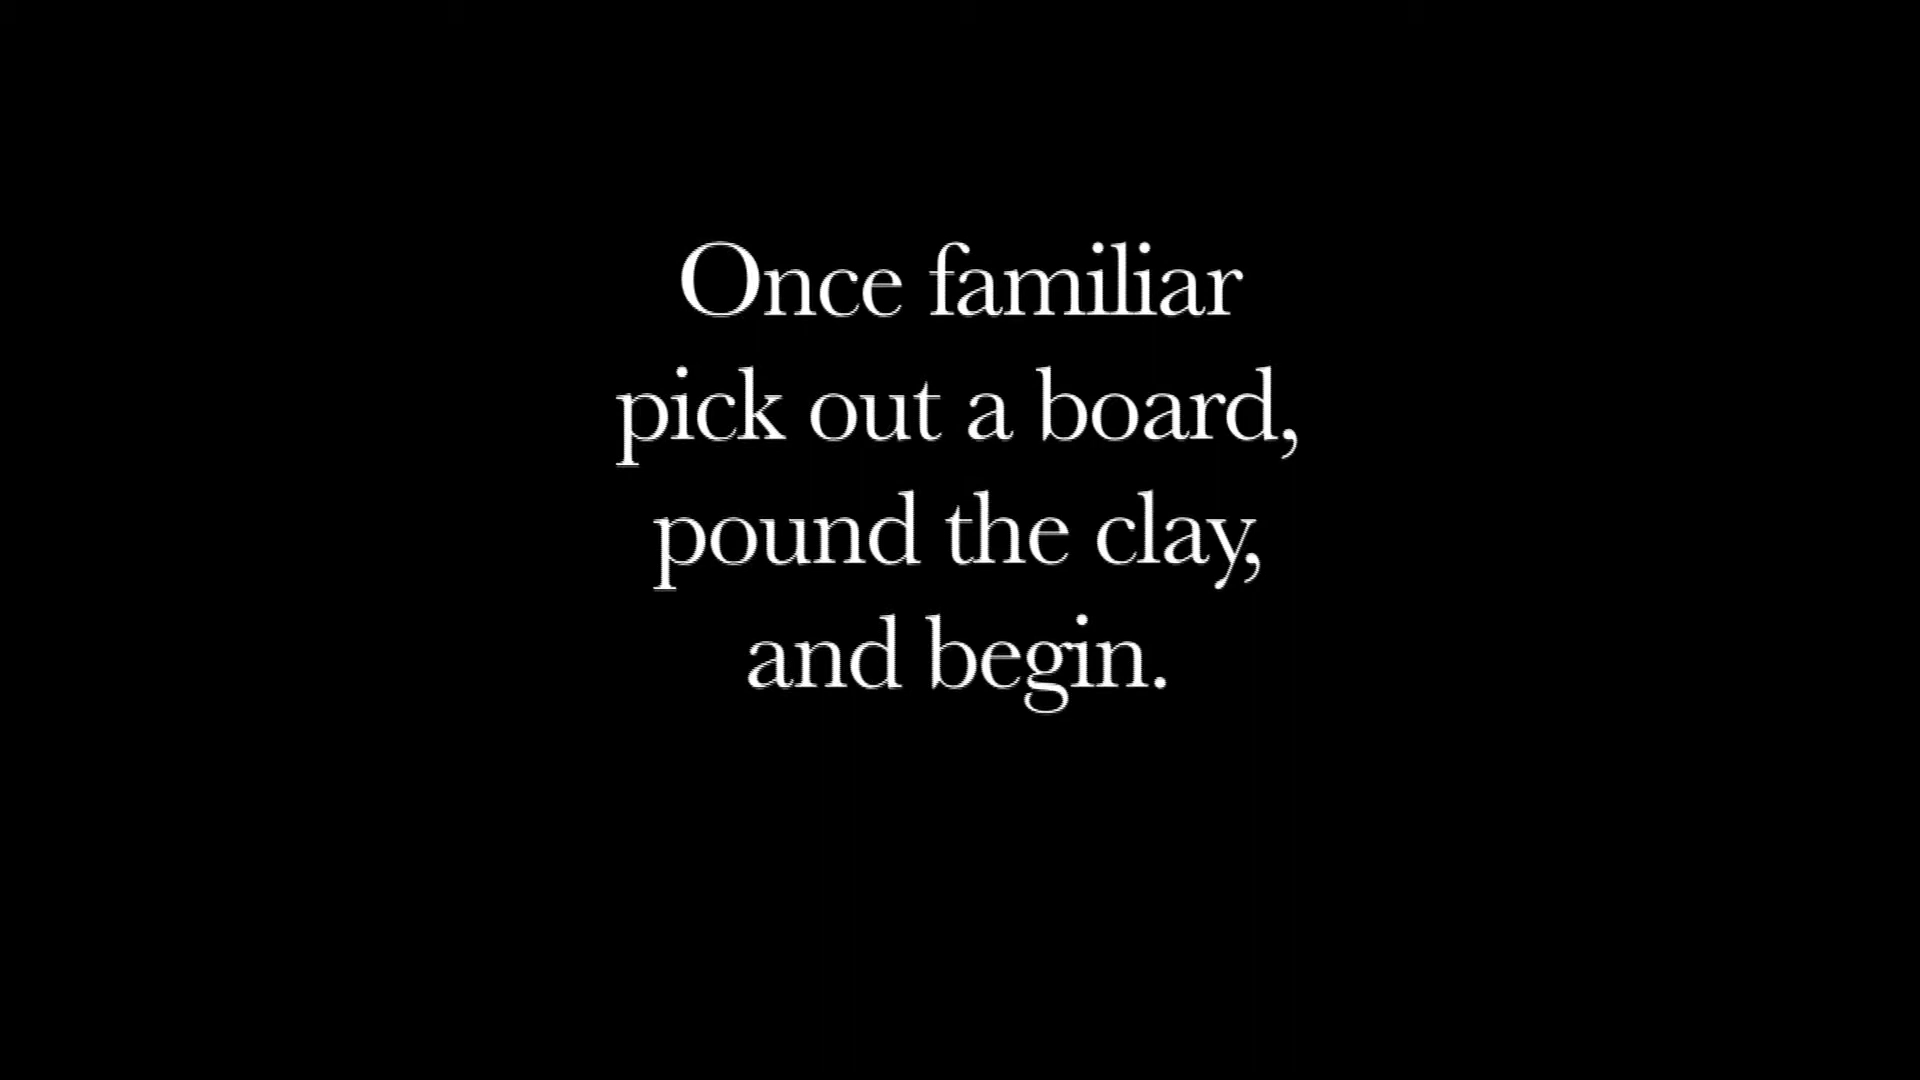 Once familiar
pick out a board,
pound the clay,
and begin.